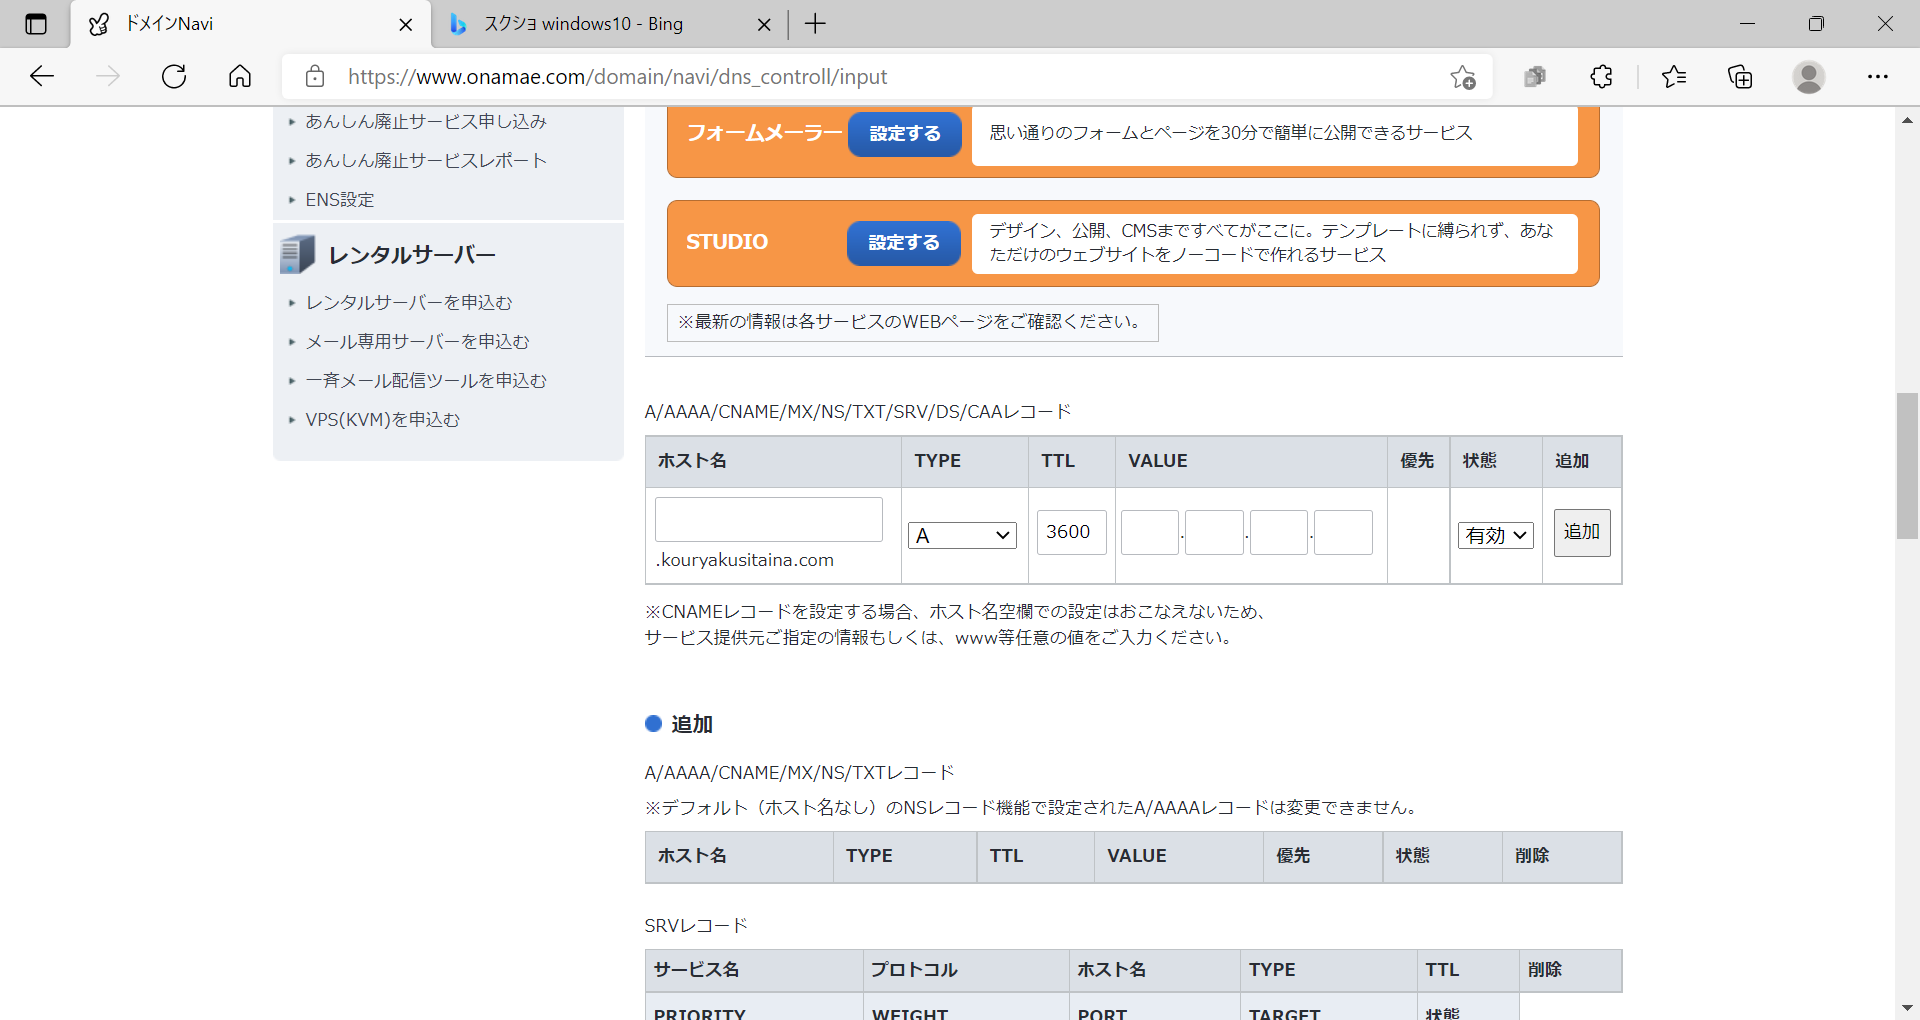 ドメインNavi
スクショ windows10 - Bing
https://www.onamae.com/domain/navi/dns_controll/input
あんしん廃止サービス申し込み
あんしん廃止サービスレポート
ENS設定
レンタルサーバー
レンタルサーバーを申込む
メール専用サーバーを申込む
一斉メール配信ツールを申込む
VPS(KVM)を申込む
フォームメーラー 設定する 思い通りのフォームとページを30分で簡単に公開できるサービス
STUDIO 設定する デザイン、公開、CMSまですべてがここに。テンプレートに縛られず、あな
ただけのウェブサイトをノーコードで作れるサービス
※最新の情報は各サービスのWEBページをご確認ください。
A/AAAA/CNAME/MX/NS/TXT/SRV/DS/CAAレコード
ホスト名 TYPE TTL VALUE 優先 状態 追加
A 3600 . . . 有効 追加
.kouryakusitaina.com
※CNAMEレコードを設定する場合、ホスト名空欄での設定はおこなえないため、
サービス提供元ご指定の情報もしくは、www等任意の値をご入力ください。
追加
A/AAAA/CNAME/MX/NS/TXTレコード
※デフォルト（ホスト名なし）のNSレコード機能で設定されたA/AAAAレコードは変更できません。
ホスト名 TYPE TTL VALUE 優先 状態 削除
SRVレコード
サービス名 プロトコル ホスト名 TYPE TTL 削除
PRIORITY WEIGHT PORT TARGET 状態